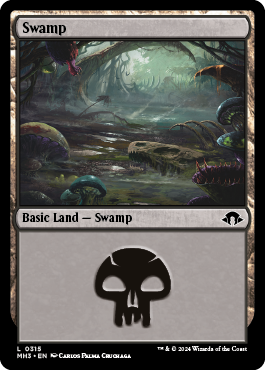 Swamp
Basic Land — Swamp
L 0315
MH3 • EN Carlos Palma Cruchaga
™ & © 2024 Wizards of the Coast